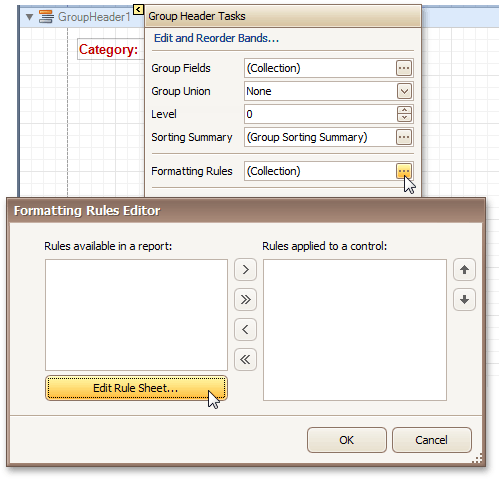 GroupHeader1
Category:
Group Header Tasks
Edit and Reorder Bands...
Group Fields (Collection)
Group Union None
Level 0
Sorting Summary (Group Sorting Summary)
Formatting Rules (Collection)
Formatting Rules Editor
Rules available in a report: Rules applied to a control:
Edit Rule Sheet...
OK Cancel